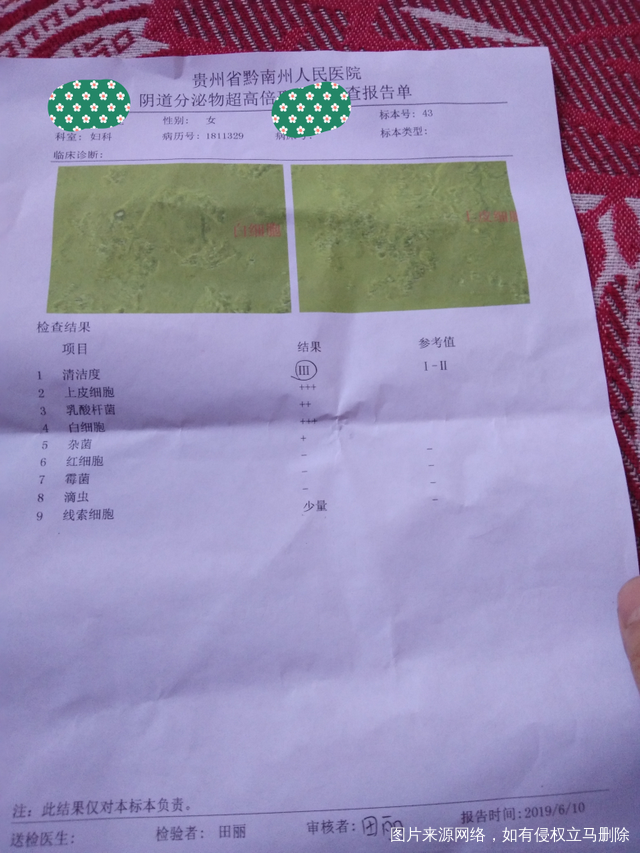 贵州省黔南州人民医院
阴道分泌物超高倍 查报告单
性别: 女 标本号: 43
科室: 妇科 病历号: 1811329 标本类型:
临床诊断:
白细胞
检查结果
项目 结果 参考值
1 清洁度 III I-II
2 上皮细胞 +++
3 乳酸杆菌 ++
4 白细胞 +++
5 杂菌 +
6 红细胞 - -
7 霉菌 - -
8 滴虫 - -
9 线索细胞 少量
注: 此结果仅对本标本负责。
送检医生: 检验者: 田丽 审核者: 田丽 报告时间: 2019/6/10
图片来源网络，如有侵权立马删除